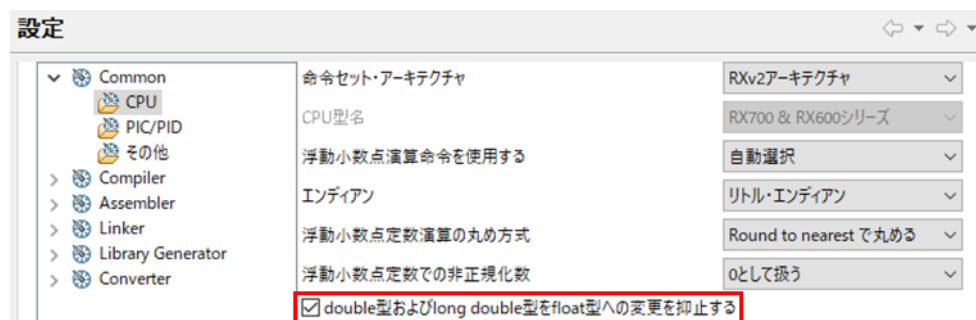 設定
Common
CPU
PIC/PID
その他
Compiler
Assembler
Linker
Library Generator
Converter
命令セット・アーキテクチャ RXv2アーキテクチャ
CPU型名 RX700 & RX600シリーズ
浮動小数点演算命令を使用する 自動選択
エンディアン リトル・エンディアン
浮動小数点定数演算の丸め方式 Round to nearest で丸める
浮動小数点定数での非正規化数 0として扱う
double型およびlong double型をfloat型への変更を抑止する